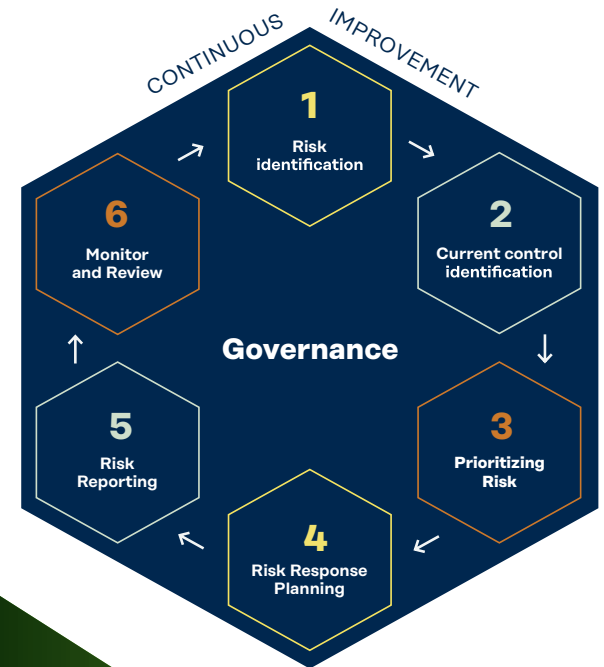 CONTINUOUS
IMPROVEMENT
1
Risk
identification
2
Current control
identification
3
Prioritizing
Risk
4
Risk Response
Planning
5
Risk
Reporting
6
Monitor
and Review
Governance